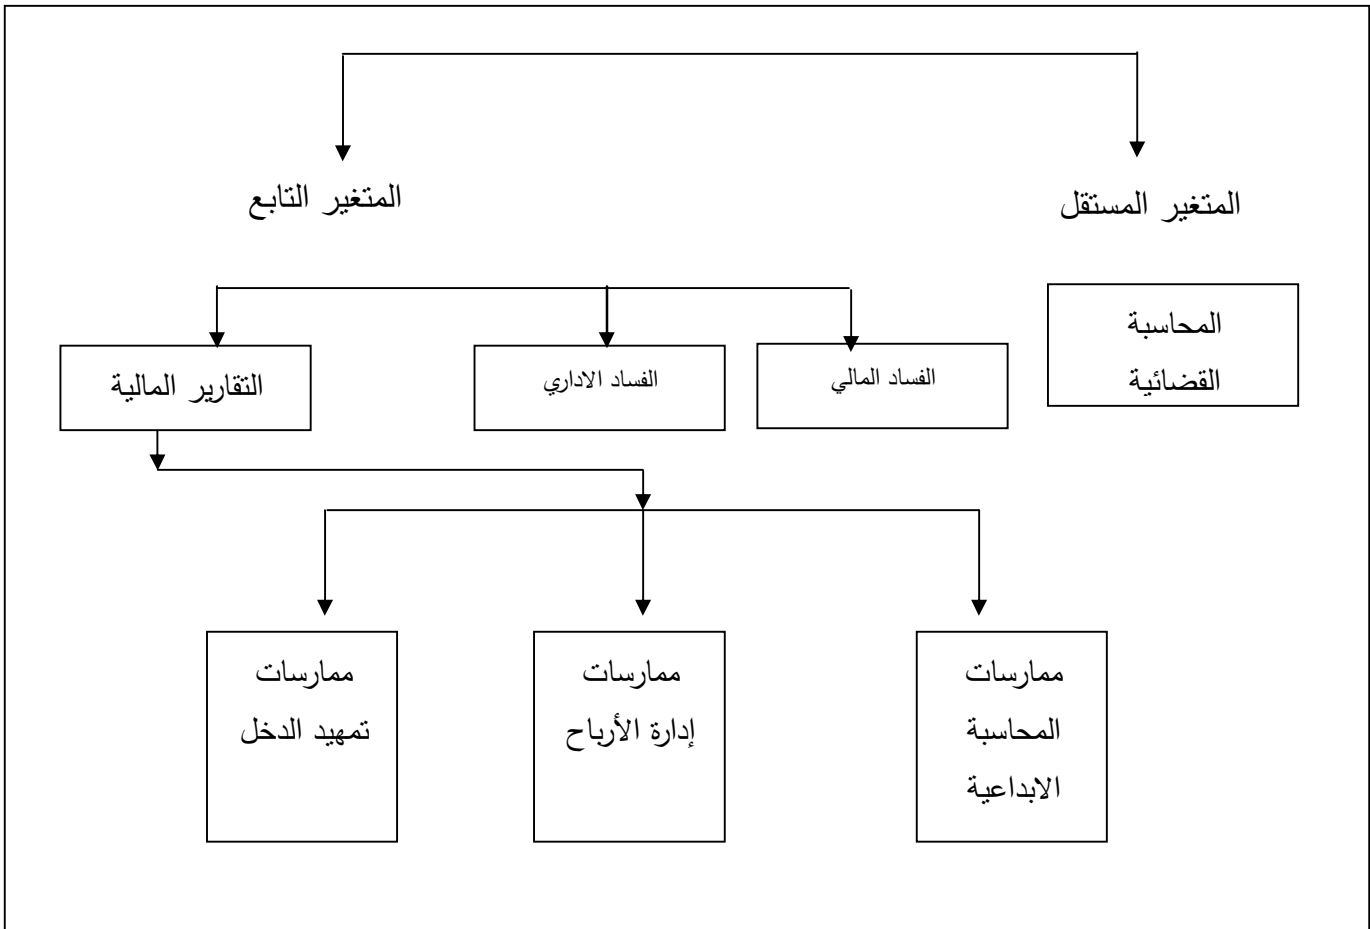 المتغير المستقل
المتغير التابع
المحاسبة
القضائية
الفساد المالي
الفساد الاداري
التقارير المالية
ممارسات
المحاسبة
الابداعية
ممارسات
إدارة الأرباح
ممارسات
تمهيد الدخل